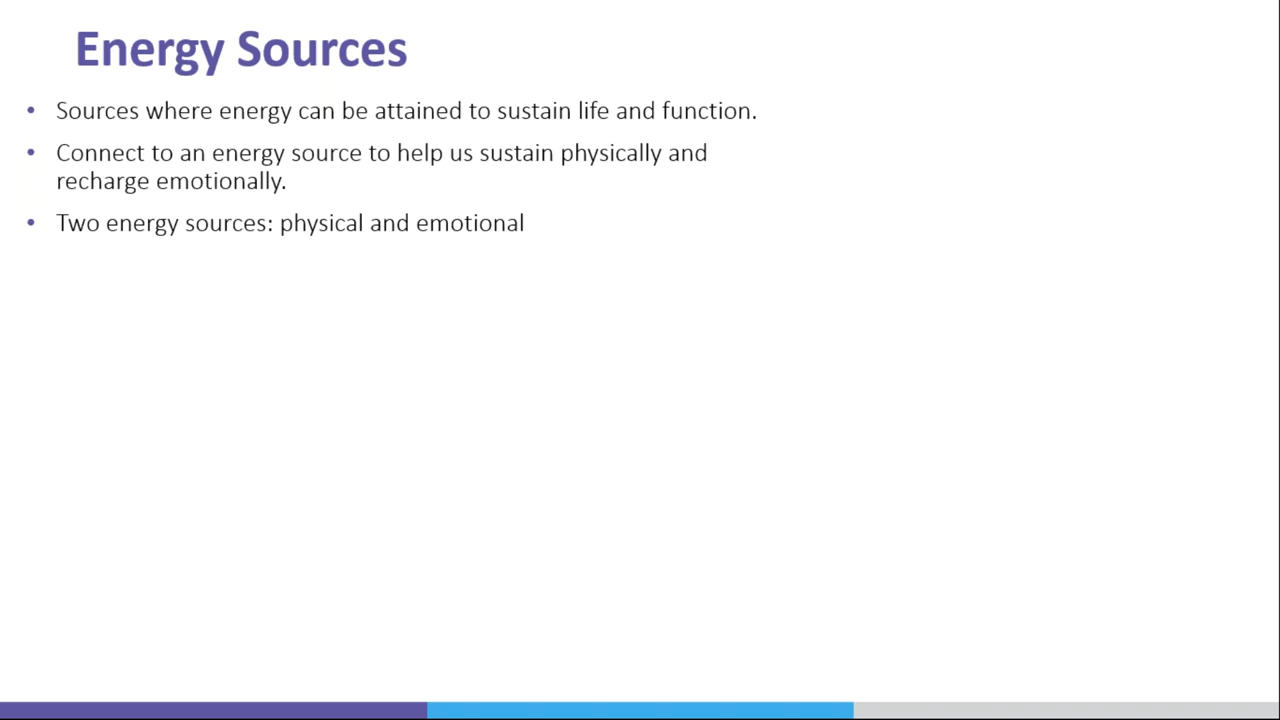 Energy Sources
• Sources where energy can be attained to sustain life and function.
• Connect to an energy source to help us sustain physically and
recharge emotionally.
• Two energy sources: physical and emotional